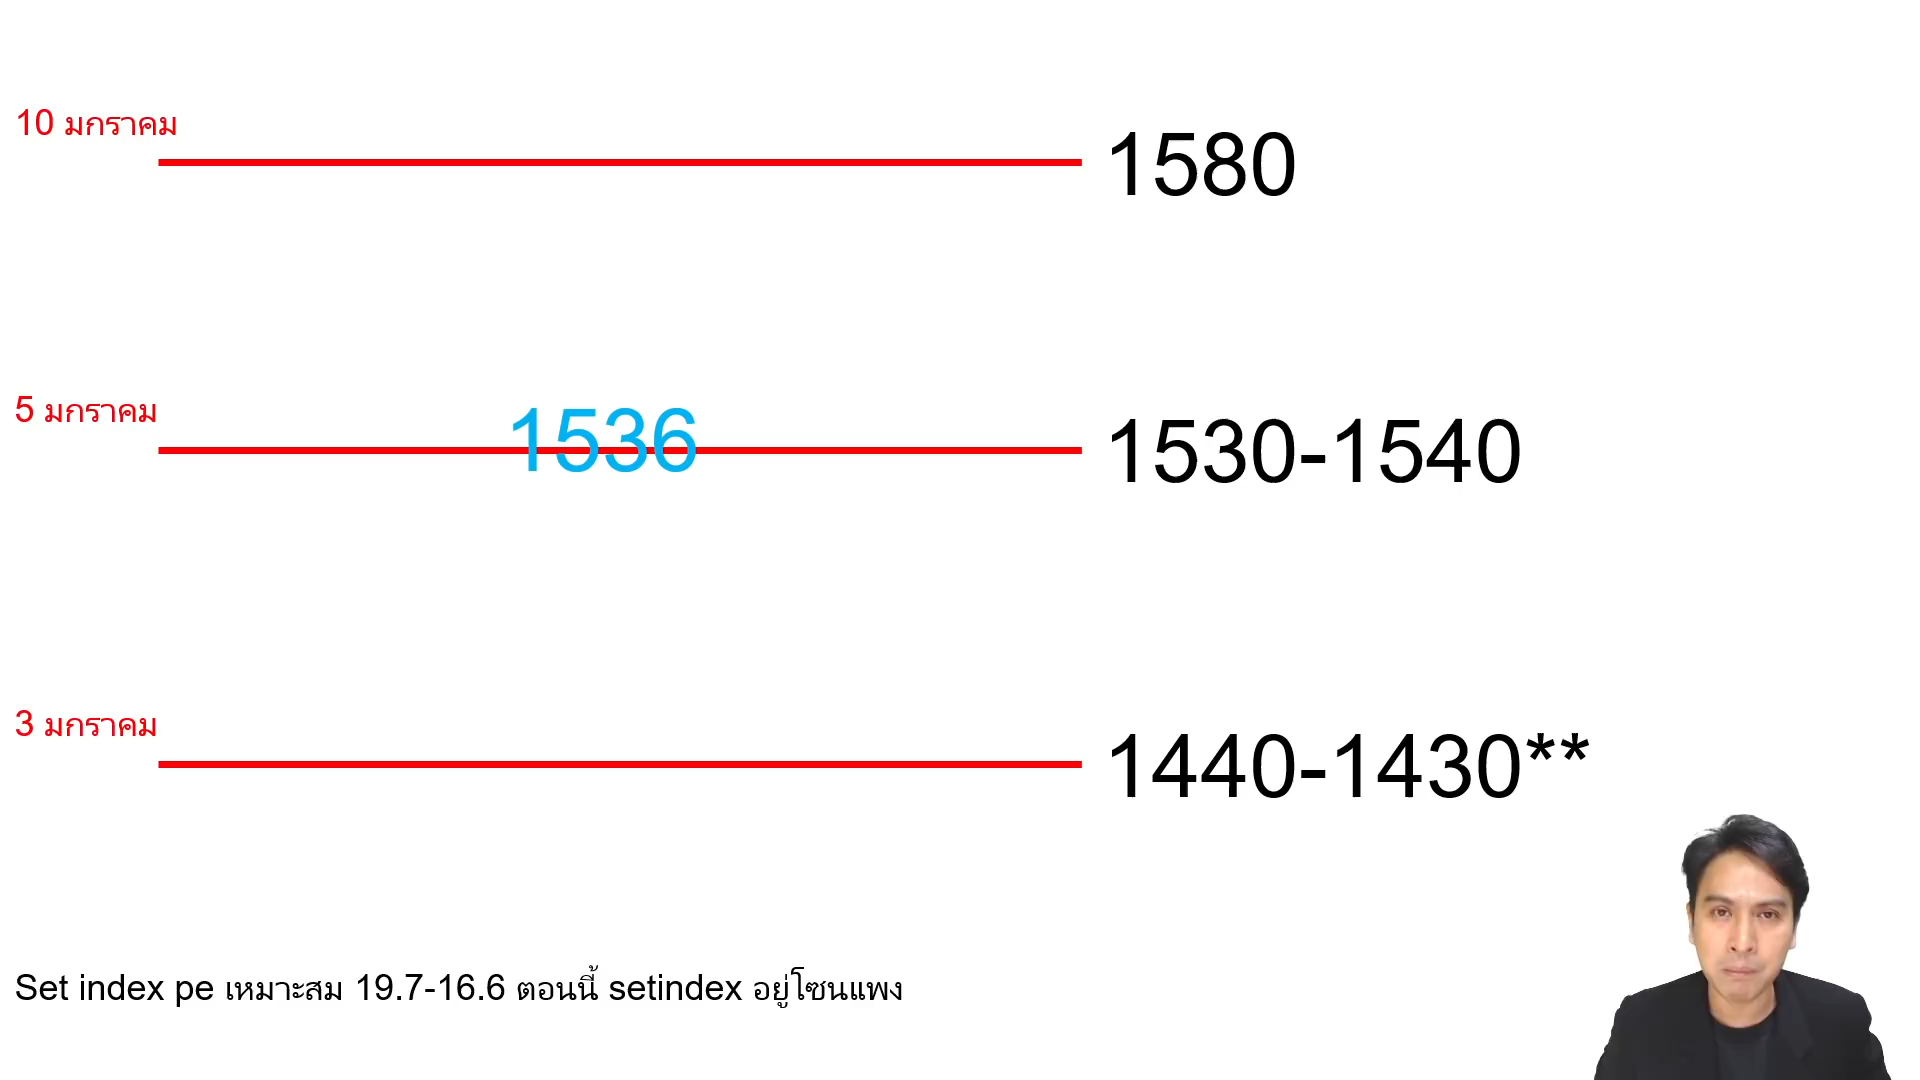 10 มกราคม
1580
5 มกราคม
1536
1530-1540
3 มกราคม
1440-1430**
Set index pe เหมาะสม 19.7-16.6 ตอนนี้ setindex อยู่โซนแพง